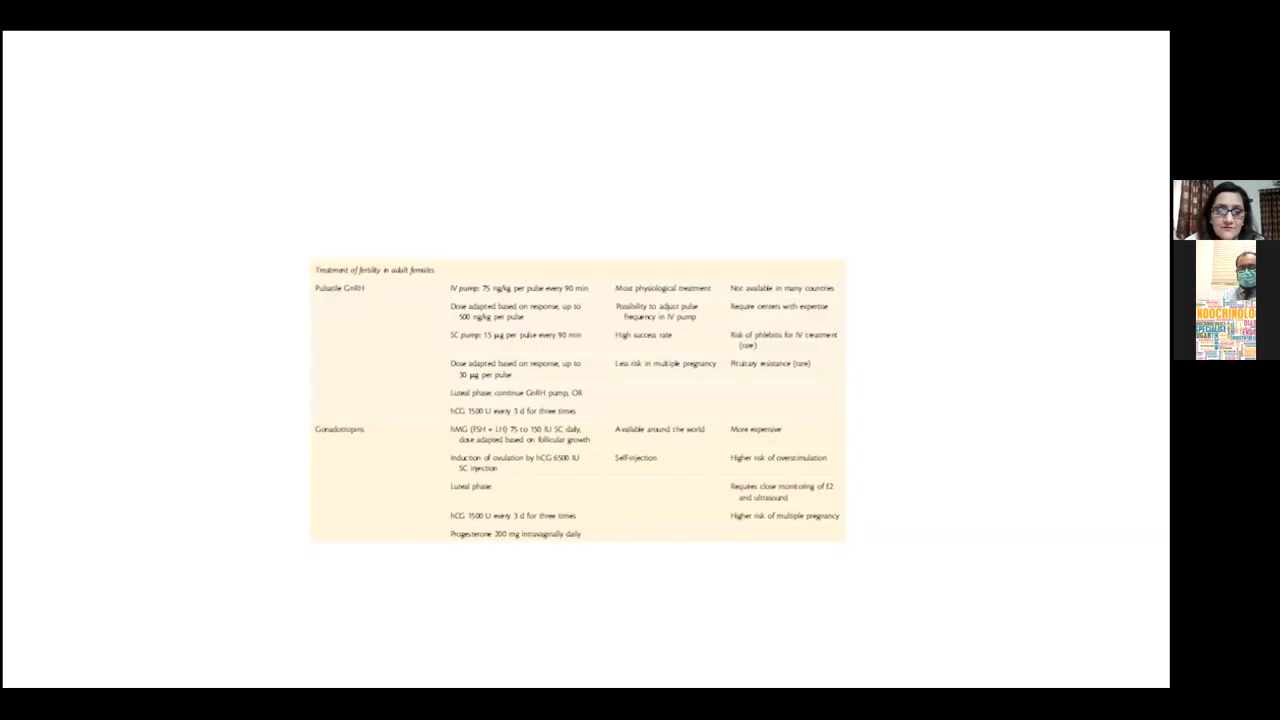 Treatment of fertility in adult females
Pulsatile GnRH IV pump: 75 ng/kg per pulse every 90 min Most physiological treatment Not available in many countries
Dose adapted based on response, up to Possibility to adjust pulse Require centers with expertise
500 ng/kg per pulse frequency in IV pump
SC pump: 15 µg per pulse every 90 min High success rate Risk of phlebitis for IV treatment
(rare)
Dose adapted based on response, up to Less risk in multiple pregnancy Pituitary resistance (rare)
30 µg per pulse
Luteal phase: continue GnRH pump, OR
hCG 1500 U every 3 d for three times
Gonadotropins hMG (FSH + LH) 75 to 150 IU SC daily, Available around the world More expensive
dose adapted based on follicular growth
Induction of ovulation by hCG 6500 IU Self-injection Higher risk of overstimulation
SC injection
Luteal phase: Requires close monitoring of E2
and ultrasound
hCG 1500 U every 3 d for three times Higher risk of multiple pregnancy
Progesterone 200 mg intravaginally daily
ENDOCRINOLO
SPECIALIST